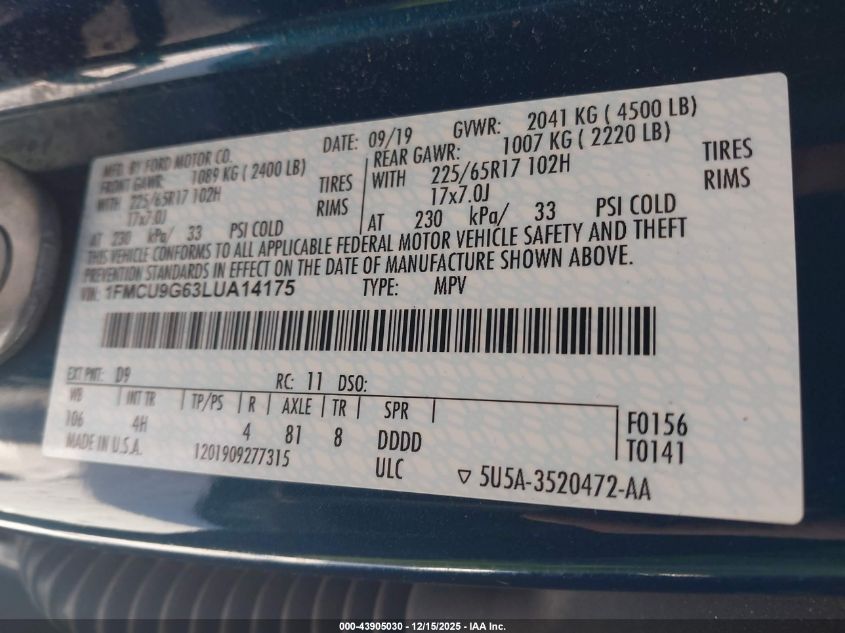 MFD. BY FORD MOTOR CO. DATE: 09/19 GVWR: 2041 KG ( 4500 LB)
FRONT GAWR: 1089 KG ( 2400 LB) REAR GAWR: 1007 KG ( 2220 LB)
WITH 225/65R17 102H TIRES WITH 225/65R17 102H TIRES
17x7.0J RIMS 17x7.0J RIMS
AT 230 kPa/ 33 PSI COLD AT 230 kPa/ 33 PSI COLD
THIS VEHICLE CONFORMS TO ALL APPLICABLE FEDERAL MOTOR VEHICLE SAFETY AND THEFT
PREVENTION STANDARDS IN EFFECT ON THE DATE OF MANUFACTURE SHOWN ABOVE.
VIN: 1FMCU9G63LUA14175 TYPE: MPV
EXT PNT: D9 RC: 11 DSO:
WB INT TR TP/PS R AXLE TR SPR
106 4H 4 81 8 DDDD F0156
MADE IN U.S.A. 1201909277315 ULC T0141
5U5A-3520472-AA
000-43905030 - 12/15/2025 - IAA Inc.